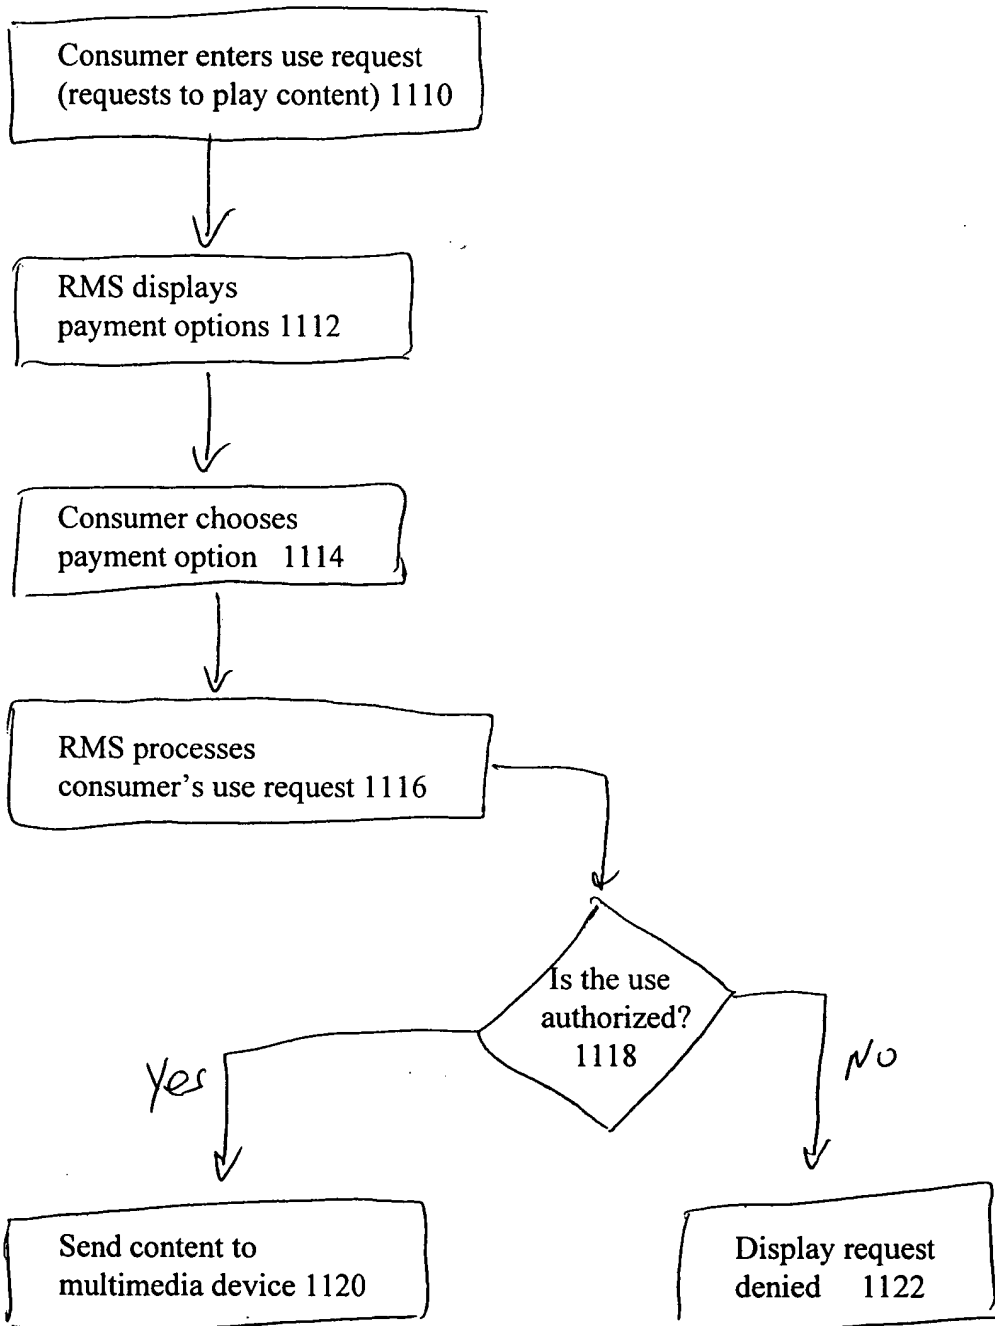 Consumer enters use request
(requests to play content) 1110
RMS displays
payment options 1112
Consumer chooses
payment option 1114
RMS processes
consumer's use request 1116
Is the use
authorized?
1118
Yes
No
Send content to
multimedia device 1120
Display request
denied 1122